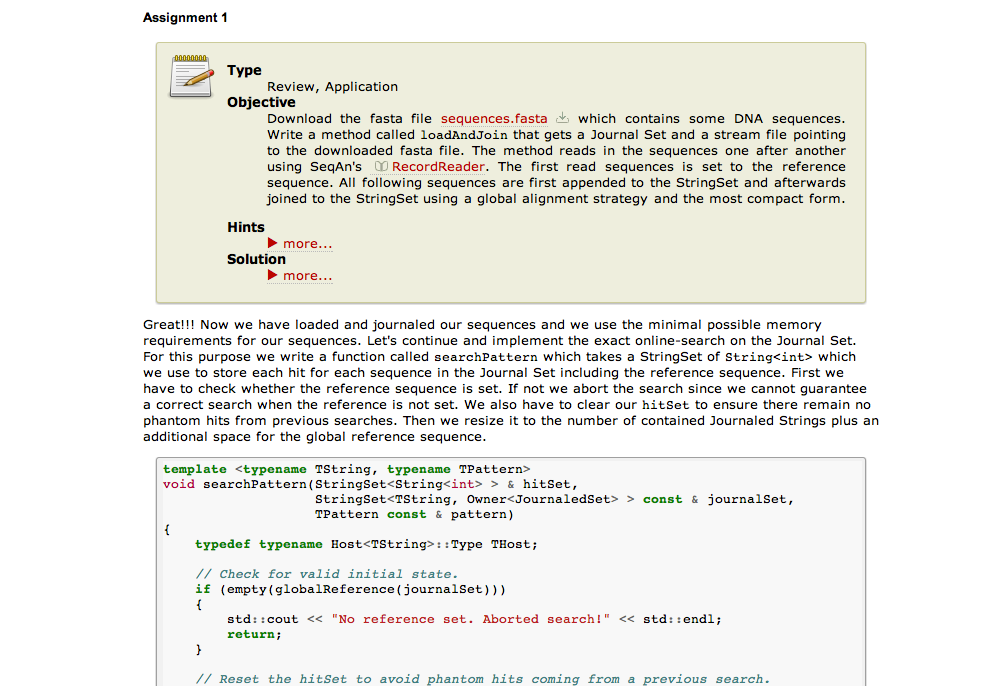 Assignment 1
Type
Review, Application
Objective
Download the fasta file sequences.fasta which contains some DNA sequences.
Write a method called loadAndJoin that gets a Journal Set and a stream file pointing
to the downloaded fasta file. The method reads in the sequences one after another
using SeqAn's RecordReader. The first read sequences is set to the reference
sequence. All following sequences are first appended to the StringSet and afterwards
joined to the StringSet using a global alignment strategy and the most compact form.
Hints
more...
Solution
more...
Great!!! Now we have loaded and journaled our sequences and we use the minimal possible memory
requirements for our sequences. Let's continue and implement the exact online-search on the Journal Set.
For this purpose we write a function called searchPattern which takes a StringSet of String<int> which
we use to store each hit for each sequence in the Journal Set including the reference sequence. First we
have to check whether the reference sequence is set. If not we abort the search since we cannot guarantee
a correct search when the reference is not set. We also have to clear our hitSet to ensure there remain no
phantom hits from previous searches. Then we resize it to the number of contained Journaled Strings plus an
additional space for the global reference sequence.
template <typename TString, typename TPattern>
void searchPattern(StringSet<String<int> > & hitSet,
StringSet<TString, Owner<JournaledSet> > const & journalSet,
TPattern const & pattern)
{
typedef typename Host<TString>::Type THost;
// Check for valid initial state.
if (empty(globalReference(journalSet)))
{
std::cout << "No reference set. Aborted search!" << std::endl;
return;
}
// Reset the hitSet to avoid phantom hits coming from a previous search.